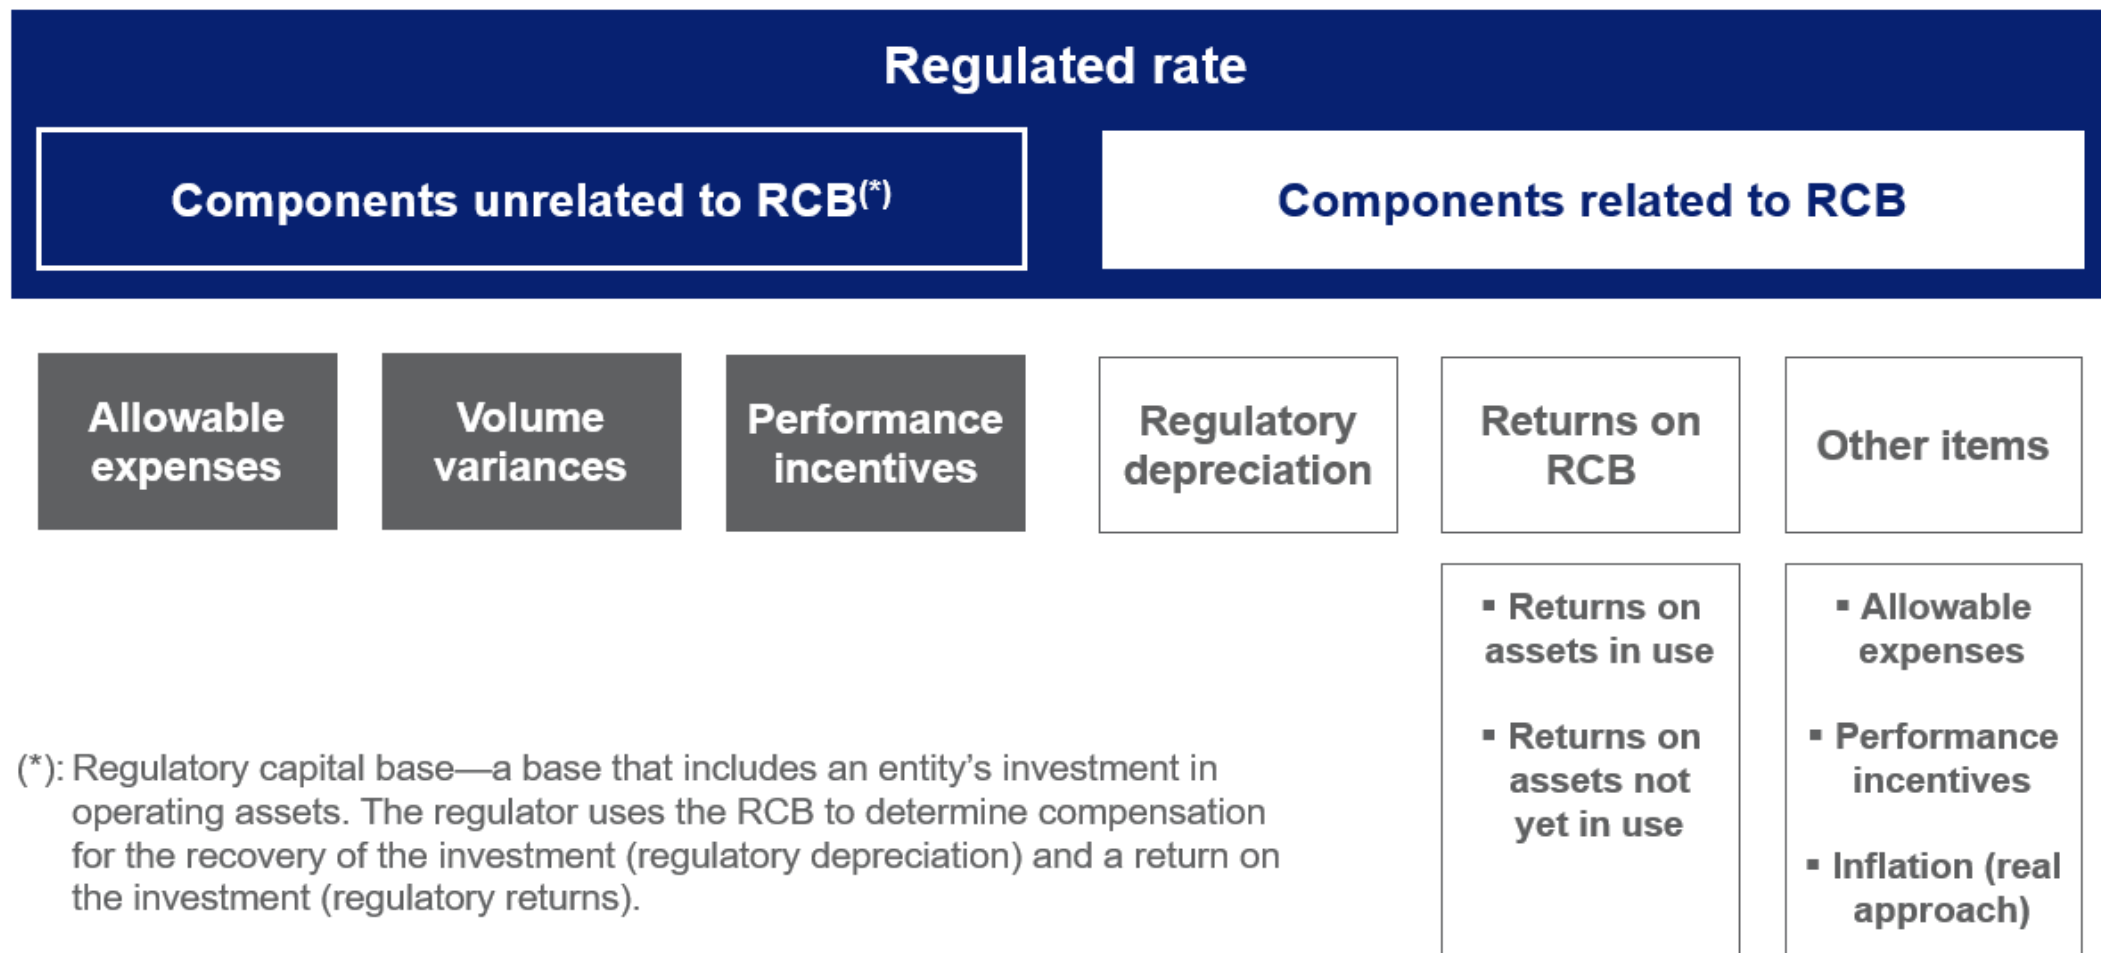 Regulated rate
Components unrelated to RCB(*)
Components related to RCB
Allowable
expenses
Volume
variances
Performance
incentives
Regulatory
depreciation
Returns on
RCB
Other items
▪ Returns on
assets in use
▪ Returns on
assets not
yet in use
▪ Allowable
expenses
▪ Performance
incentives
▪ Inflation (real
approach)
(*): Regulatory capital base—a base that includes an entity’s investment in
operating assets. The regulator uses the RCB to determine compensation
for the recovery of the investment (regulatory depreciation) and a return on
the investment (regulatory returns).